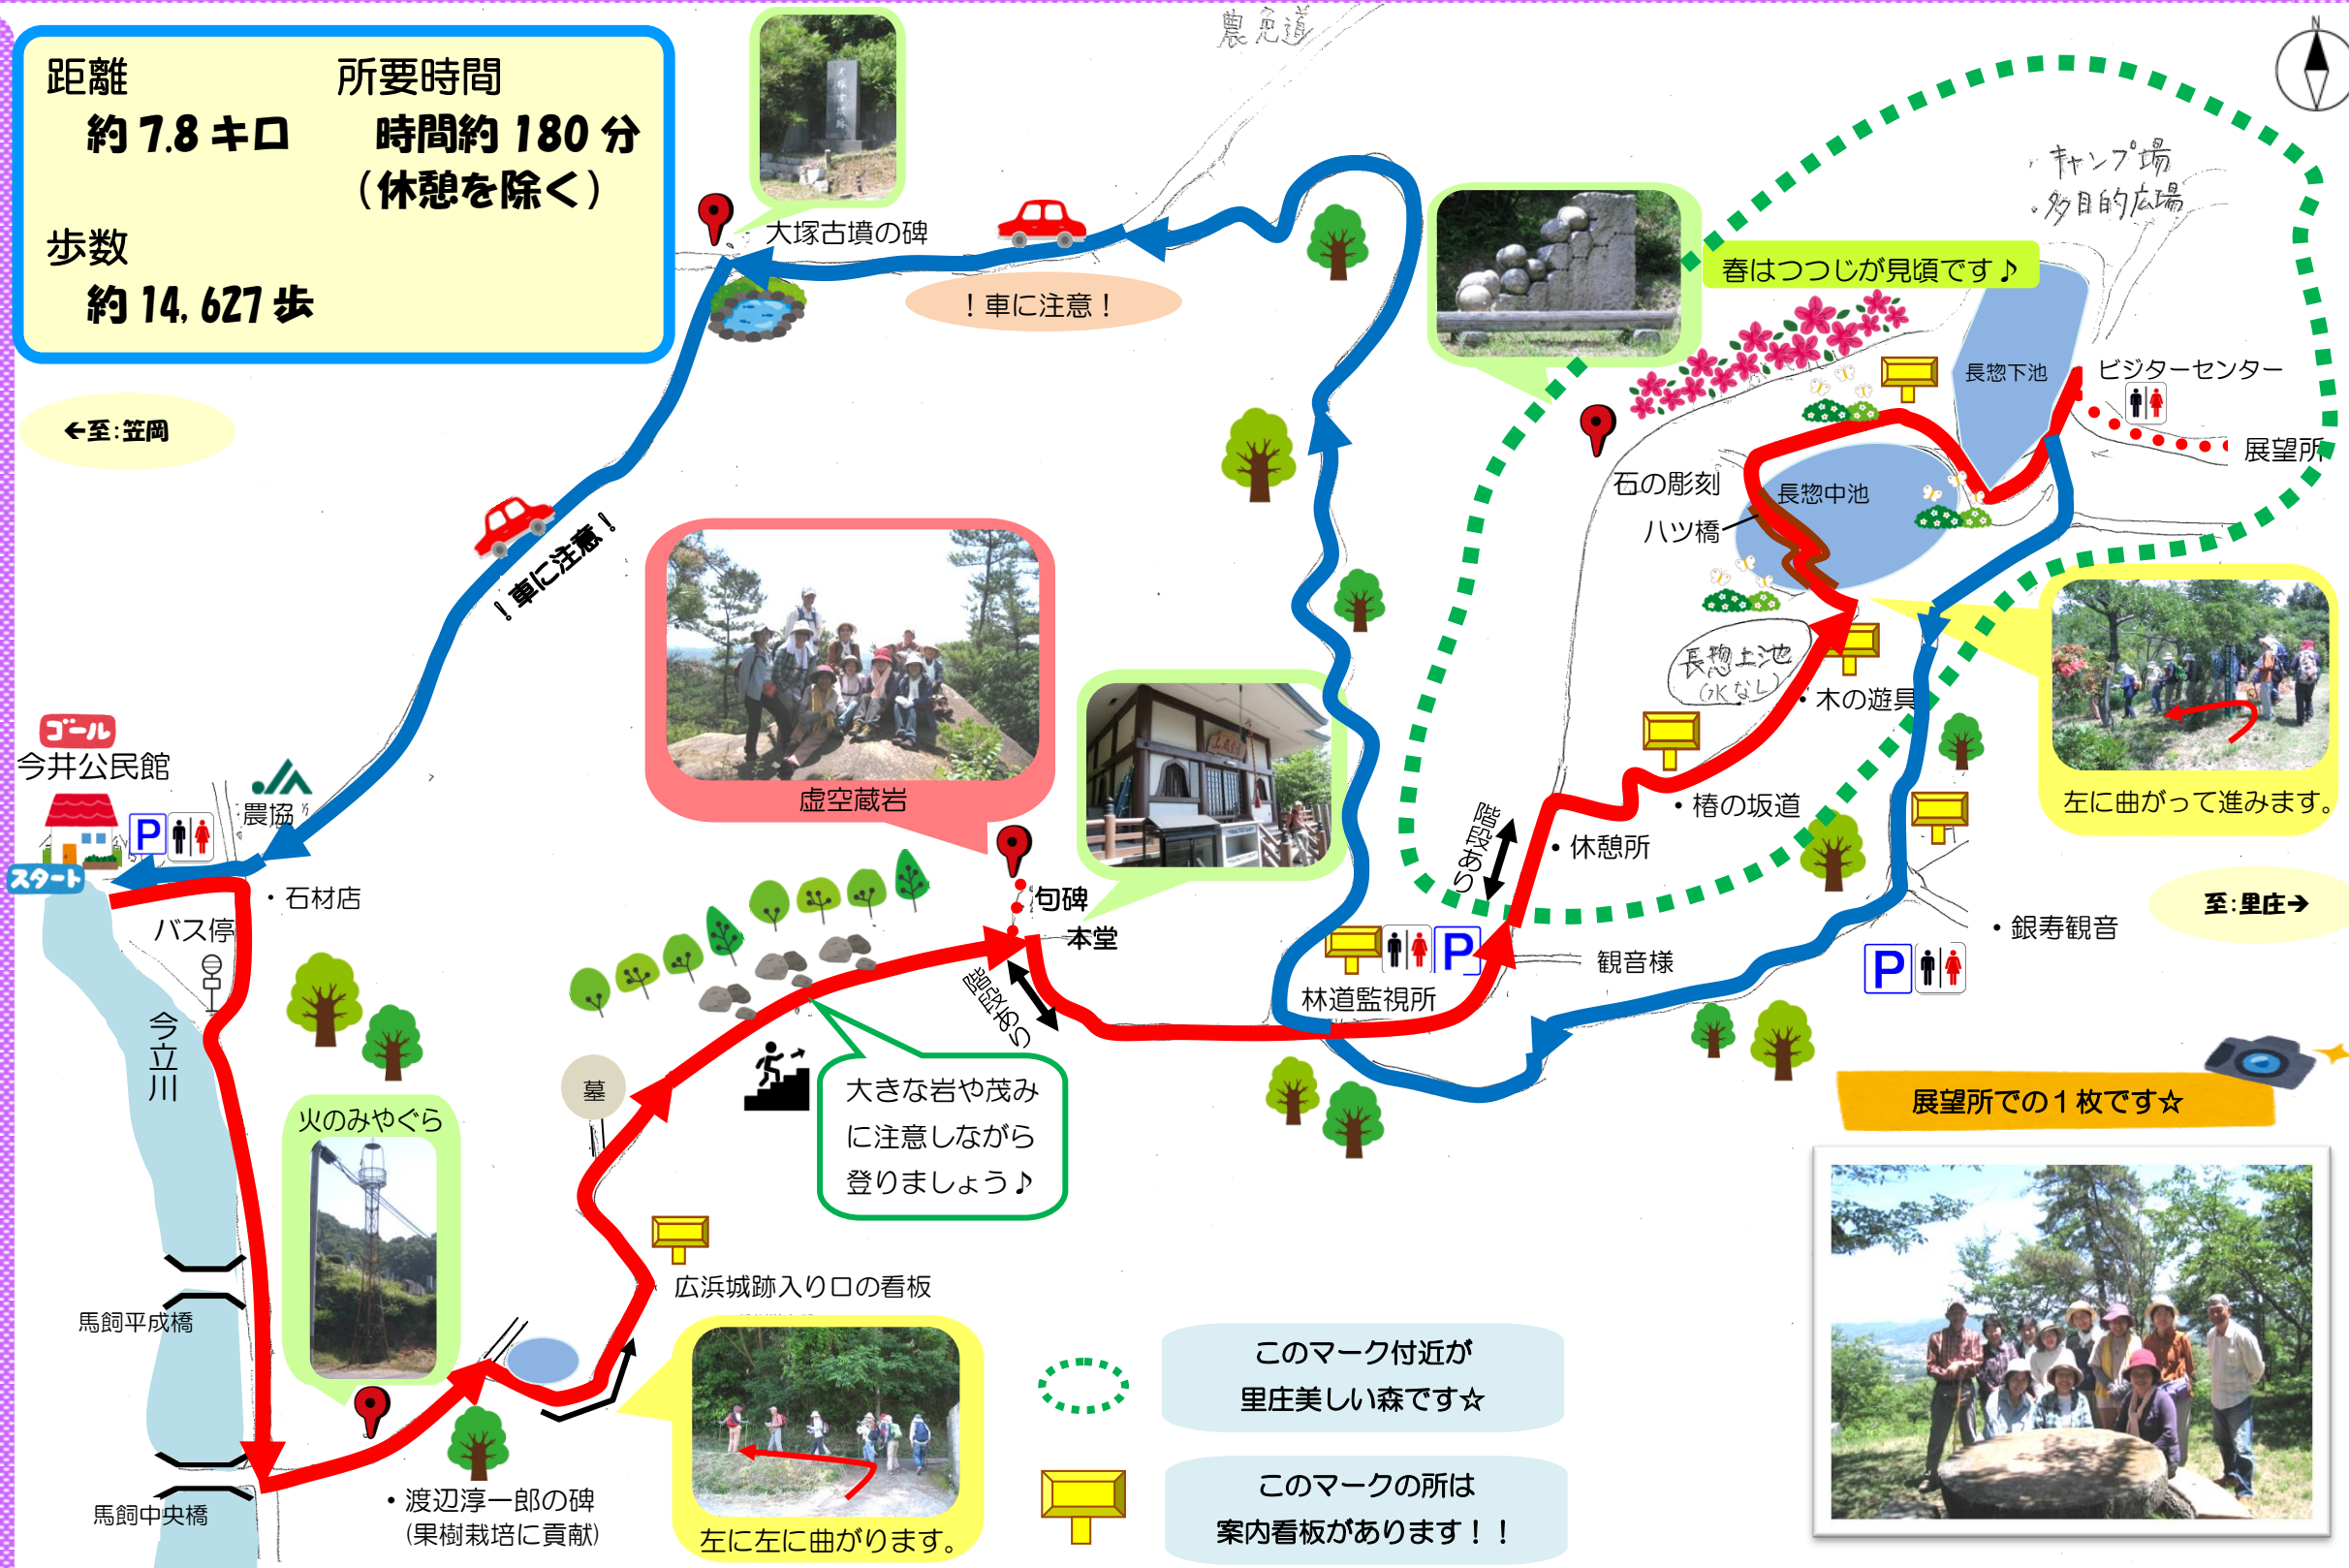 距離
約 7.8 キロ
所要時間
時間約 180 分
（休憩を除く）
歩数
約 14,627 歩
←至：笠岡
農免道
N
大塚古墳の碑
！車に注意！
春はつつじが見頃です♪
・キャンプ場
・多目的広場
長惣下池
ビジターセンター
展望所
石の彫刻
長惣中池
八ツ橋
！車に注意！
虚空蔵岩
長惣上池
（水なし）
・木の遊具
左に曲がって進みます。
・椿の坂道
階段あり
・休憩所
ゴール
今井公民館
P
農協
スタート
・石材店
バス停
句碑
本堂
階段あり
P
林道監視所
観音様
・銀寿観音
P
至：里庄→
今立川
墓
大きな岩や茂み
に注意しながら
登りましょう♪
火のみやぐら
展望所での１枚です☆
広浜城跡入り口の看板
馬飼平成橋
馬飼中央橋
・渡辺淳一郎の碑
(果樹栽培に貢献)
左に左に曲がります。
このマーク付近が
里庄美しい森です☆
このマークの所は
案内看板があります！！